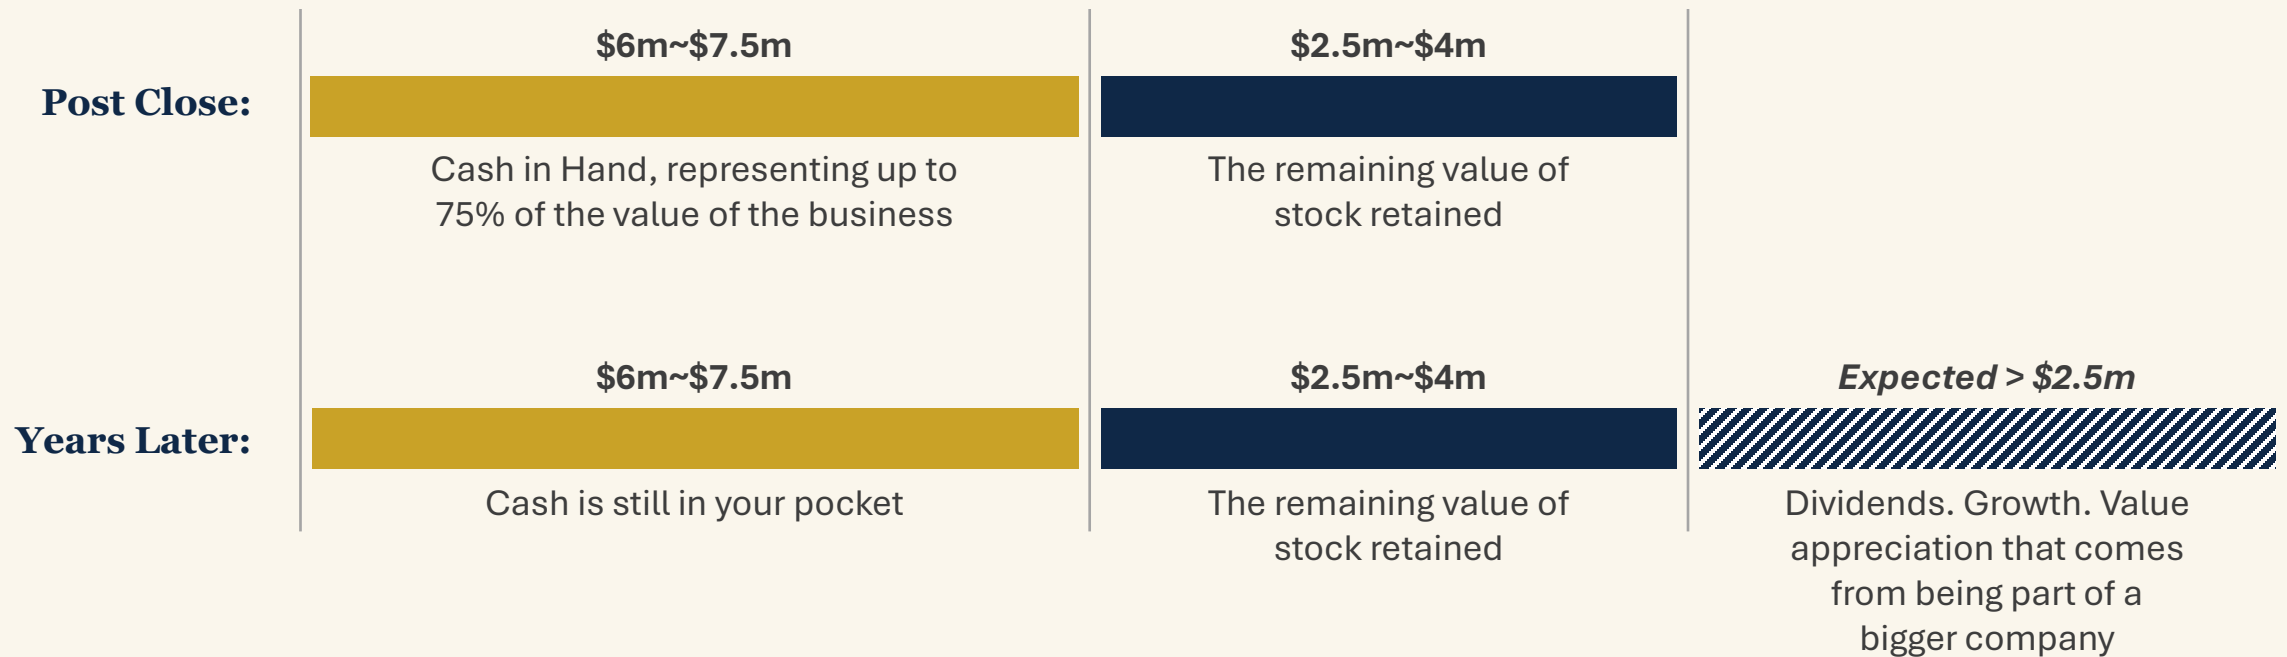 $6m~$7.5m
$2.5m~$4m
Post Close:
Cash in Hand, representing up to
75% of the value of the business
The remaining value of
stock retained
$6m~$7.5m
$2.5m~$4m
Expected > $2.5m
Years Later:
Cash is still in your pocket
The remaining value of
stock retained
Dividends. Growth. Value
appreciation that comes
from being part of a
bigger company